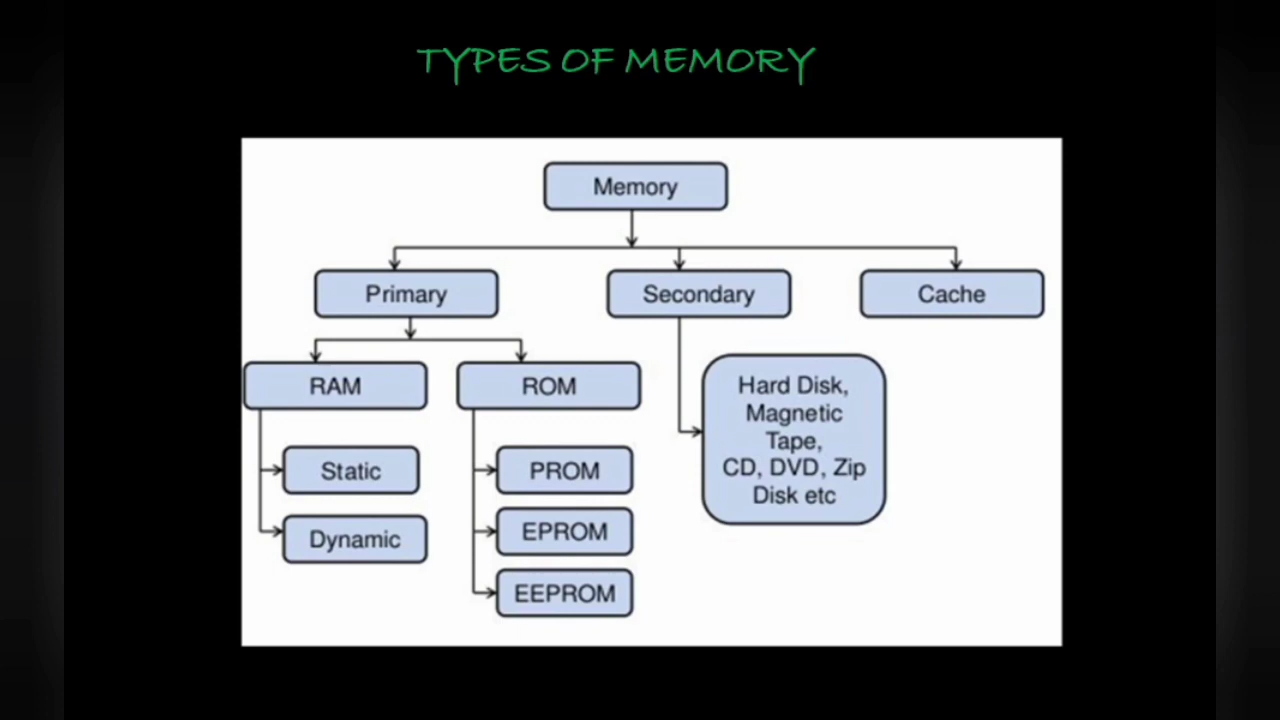 TYPES OF MEMORY
Memory
Primary
Secondary
Cache
RAM
ROM
Static
Dynamic
PROM
EPROM
EEPROM
Hard Disk,
Magnetic
Tape,
CD, DVD, Zip
Disk etc